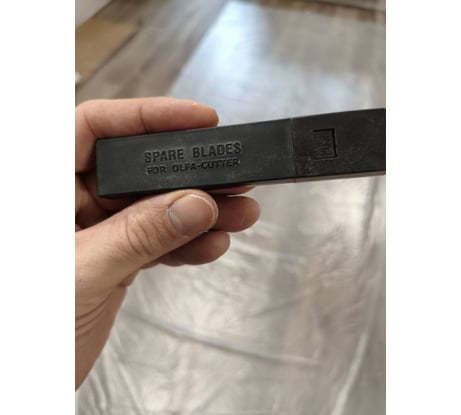 SPARE BLADES
FOR OLFA-CUTTER